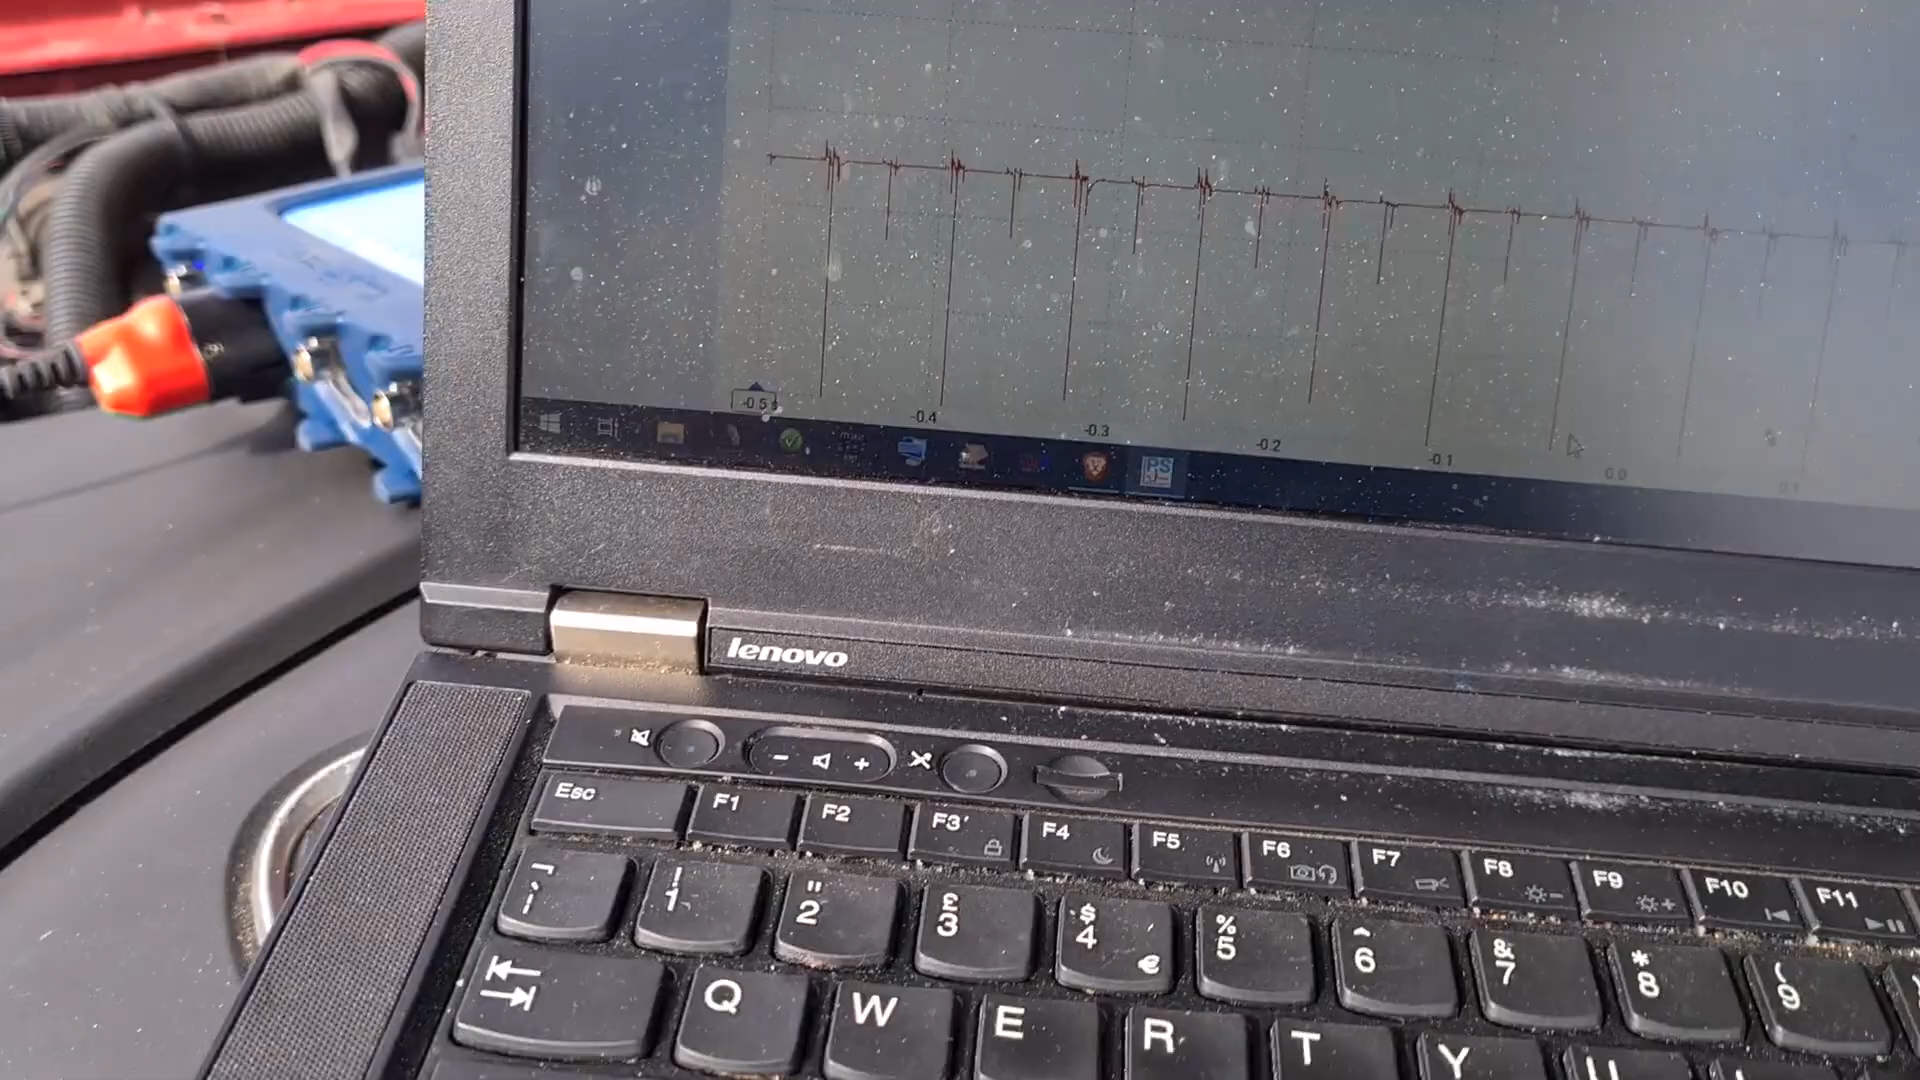 -0.5 s
-0.4
-0.3
-0.2
-0.1
0.0
PS
lenovo
- +
Esc F1 F2 F3 F4 F5 F6 F7 F8 F9 F10 F11
" 2 £ 3 $ 4 € % 5 ^ 6 & 7 * 8 ( 9
Q W E R T Y U